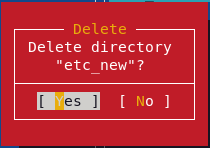 Delete
Delete directory
"etc_new"?
[ Yes ] [ No ]